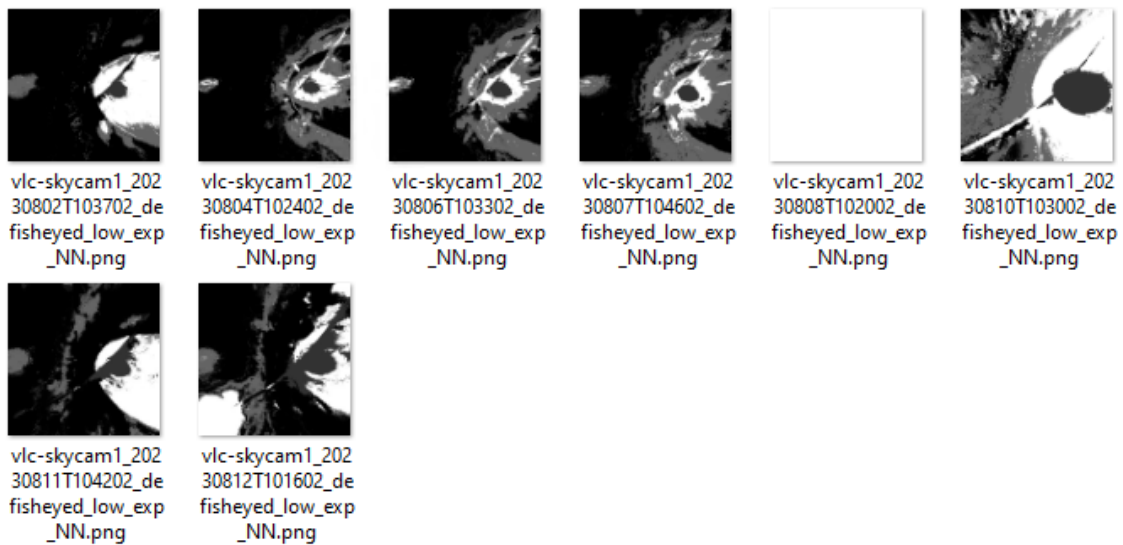 vlc-skycam1_202
30802T103702_de
fisheyed_low_exp
_NN.png
vlc-skycam1_202
30804T102402_de
fisheyed_low_exp
_NN.png
vlc-skycam1_202
30806T103302_de
fisheyed_low_exp
_NN.png
vlc-skycam1_202
30807T104602_de
fisheyed_low_exp
_NN.png
vlc-skycam1_202
30808T102002_de
fisheyed_low_exp
_NN.png
vlc-skycam1_202
30810T103002_de
fisheyed_low_exp
_NN.png
vlc-skycam1_202
30811T104202_de
fisheyed_low_exp
_NN.png
vlc-skycam1_202
30812T101602_de
fisheyed_low_exp
_NN.png